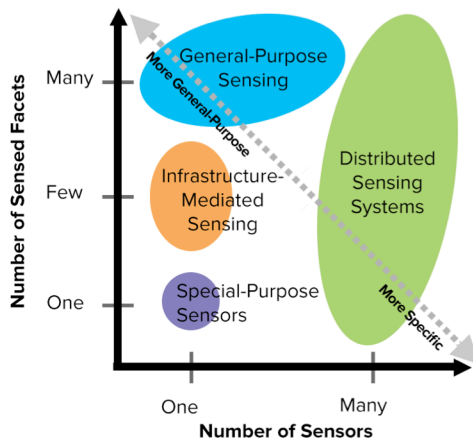 General-Purpose
Sensing
Many
More General-Purpose
Distributed
Sensing
Systems
Infrastructure-
Mediated
Sensing
Few
Special-Purpose
Sensors
One
More Specific
Number of Sensed Facets
One
Many
Number of Sensors